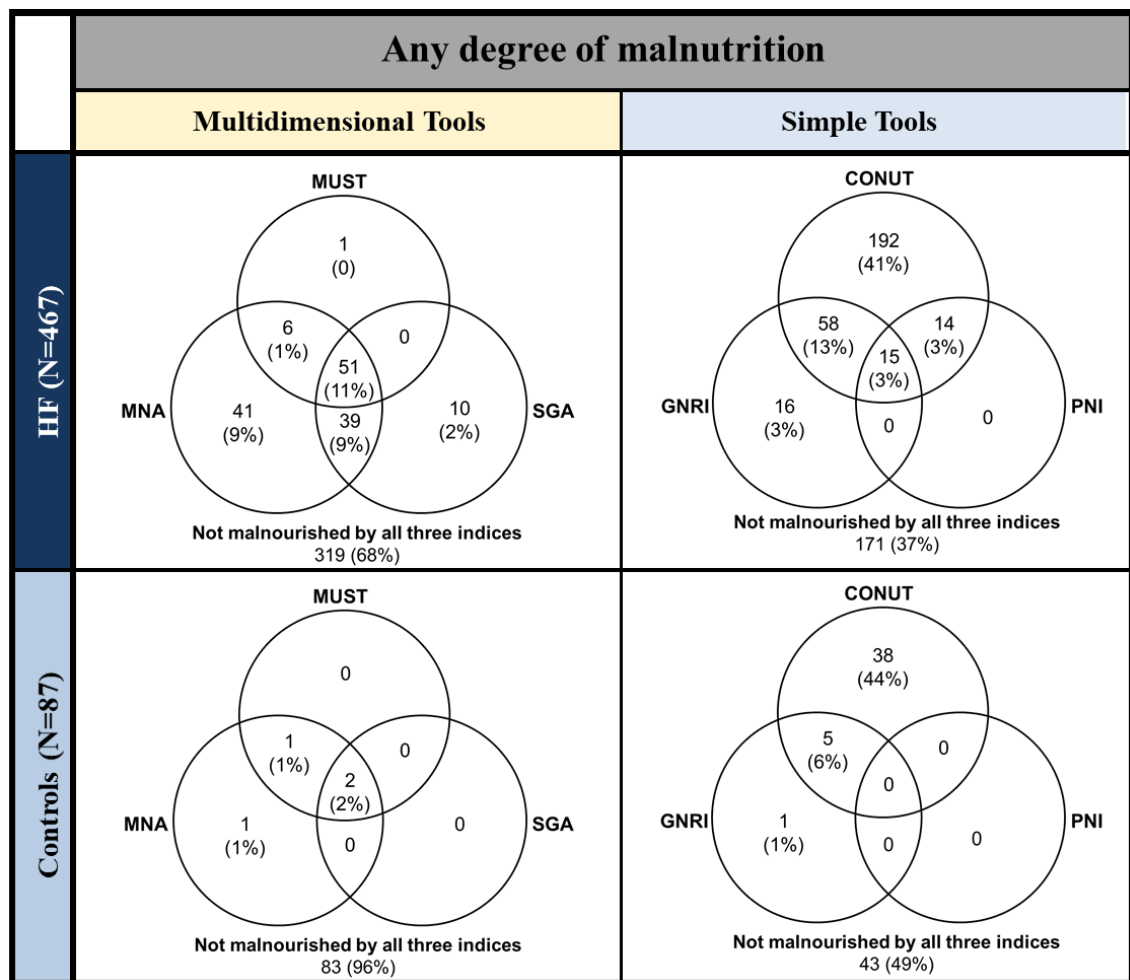 Any degree of malnutrition
Multidimensional Tools
Simple Tools
HF (N=467)
MUST
1
(0)
6
(1%)
0
51
(11%)
MNA
41
(9%)
39
(9%)
10
(2%)
SGA
Not malnourished by all three indices
319 (68%)
CONUT
192
(41%)
58
(13%)
14
(3%)
15
(3%)
GNRI
16
(3%)
0
0
PNI
Not malnourished by all three indices
171 (37%)
Controls (N=87)
MUST
0
1
(1%)
0
2
(2%)
MNA
1
(1%)
0
0
SGA
Not malnourished by all three indices
83 (96%)
CONUT
38
(44%)
5
(6%)
0
0
GNRI
1
(1%)
0
0
PNI
Not malnourished by all three indices
43 (49%)